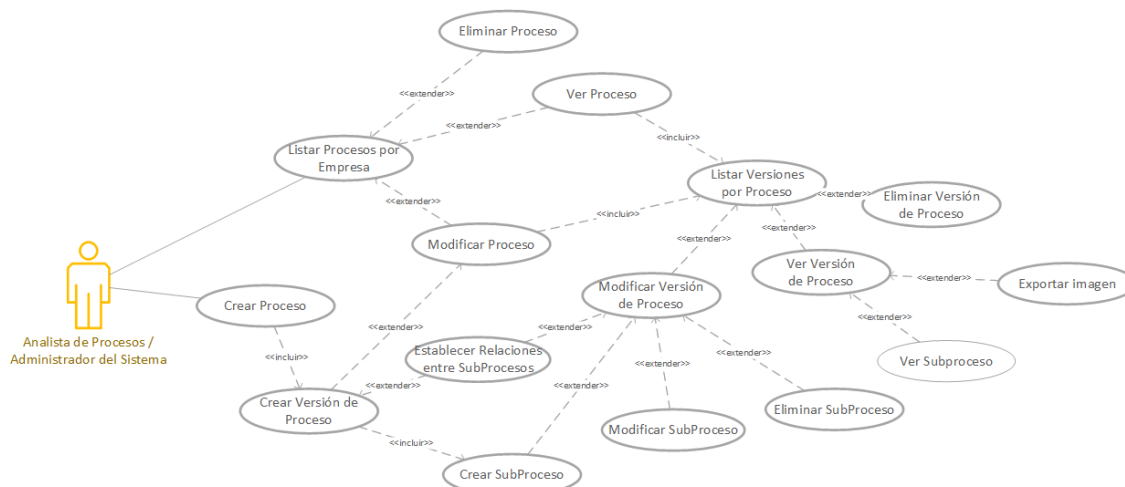 Eliminar Proceso
<<extender>>
Ver Proceso
<<extender>>
<<incluir>>
Listar Procesos por
Empresa
Listar Versiones
por Proceso
<<extender>>
Eliminar Versión
de Proceso
<<extender>>
<<incluir>>
<<extender>>
<<extender>>
Modificar Proceso
Ver Versión
de Proceso
<<extender>>
Exportar imagen
Modificar Versión
de Proceso
Crear Proceso
Analista de Procesos /
Administrador del Sistema
<<extender>>
<<extender>>
<<extender>>
<<incluir>>
Establecer Relaciones
entre SubProcesos
<<extender>>
<<extender>>
<<extender>>
<<extender>>
Ver Subproceso
Crear Versión de
Proceso
Eliminar SubProceso
Modificar SubProceso
<<incluir>>
Crear SubProceso